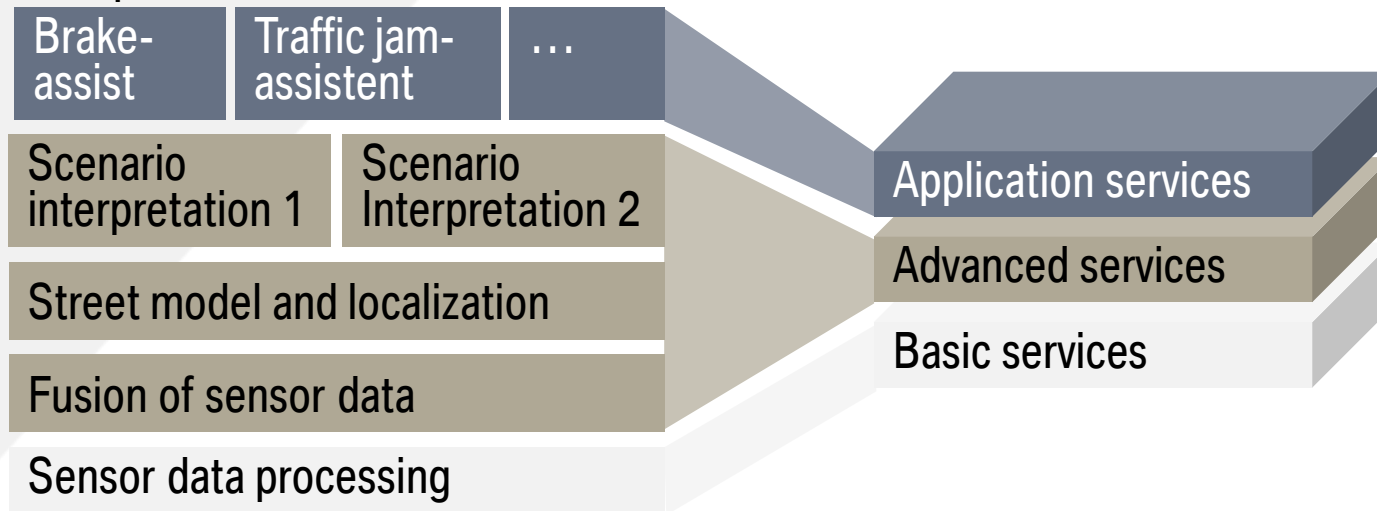 Brake-
assist
Traffic jam-
assistent
...
Scenario
interpretation 1
Scenario
Interpretation 2
Street model and localization
Fusion of sensor data
Sensor data processing
Application services
Advanced services
Basic services